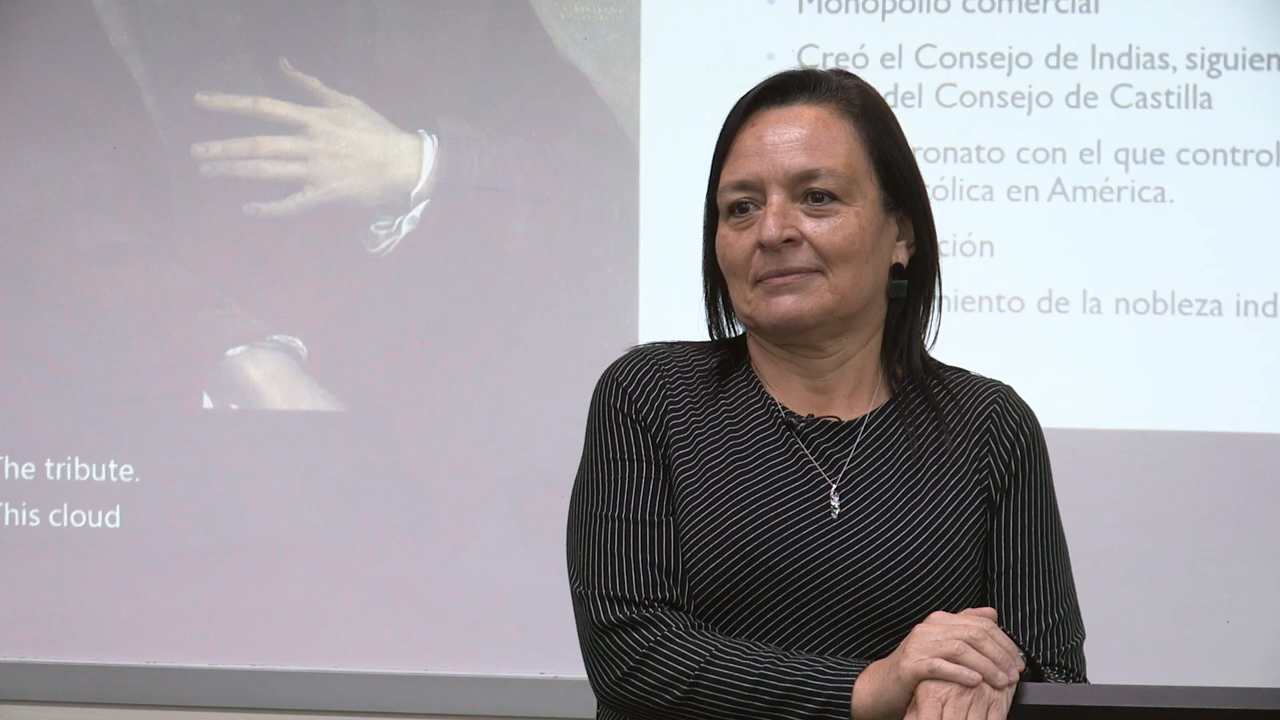 Monopolio comercial
Creó el Consejo de Indias, siguien
del Consejo de Castilla
ronato con el que control
ólica en América.
ción
miento de la nobleza ind
The tribute.
This cloud